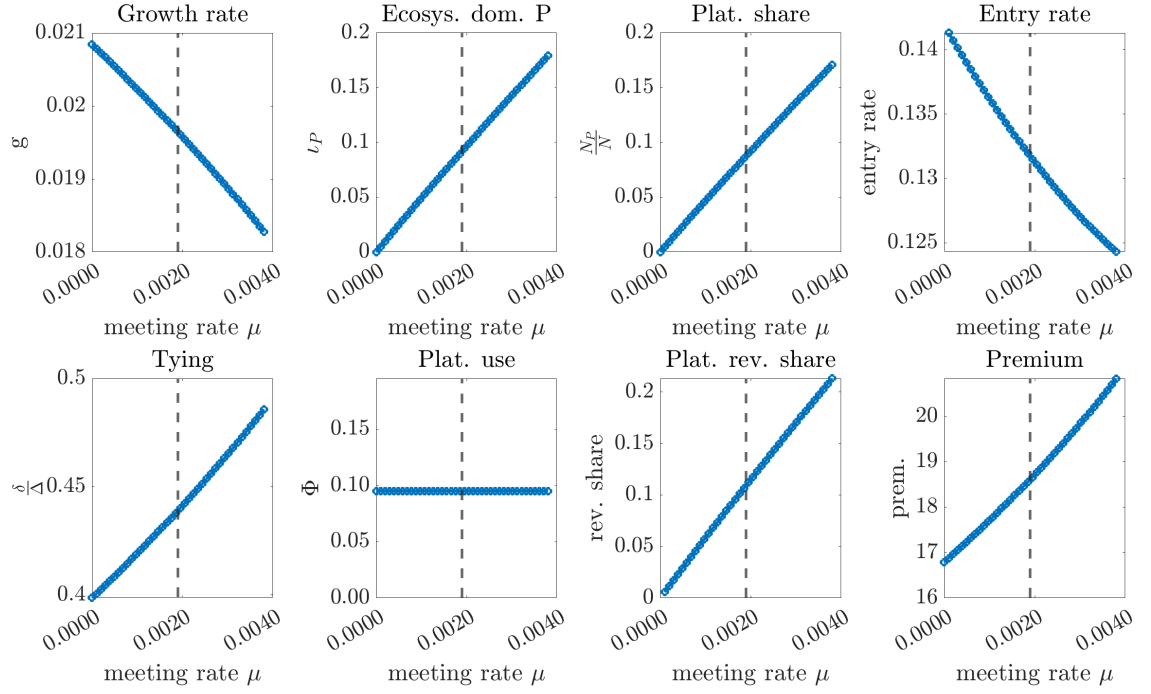 Growth rate
0.021
0.02
0.019
0.018
g
0.0000
0.0020
0.0040
meeting rate μ
Ecosys. dom. P
0.2
0.15
0.1
0.05
0
ι_P
0.0000
0.0020
0.0040
meeting rate μ
Plat. share
0.2
0.15
0.1
0.05
0
N_P
N
0.0000
0.0020
0.0040
meeting rate μ
Entry rate
0.14
0.135
0.13
0.125
entry rate
0.0000
0.0020
0.0040
meeting rate μ
Tying
0.5
0.45
0.4
δ
Δ
0.0000
0.0020
0.0040
meeting rate μ
Plat. use
0.15
0.10
0.05
0.00
Φ
0.0000
0.0020
0.0040
meeting rate μ
Plat. rev. share
0.2
0.15
0.1
0.05
0
rev. share
0.0000
0.0020
0.0040
meeting rate μ
Premium
20
19
18
17
16
prem.
0.0000
0.0020
0.0040
meeting rate μ